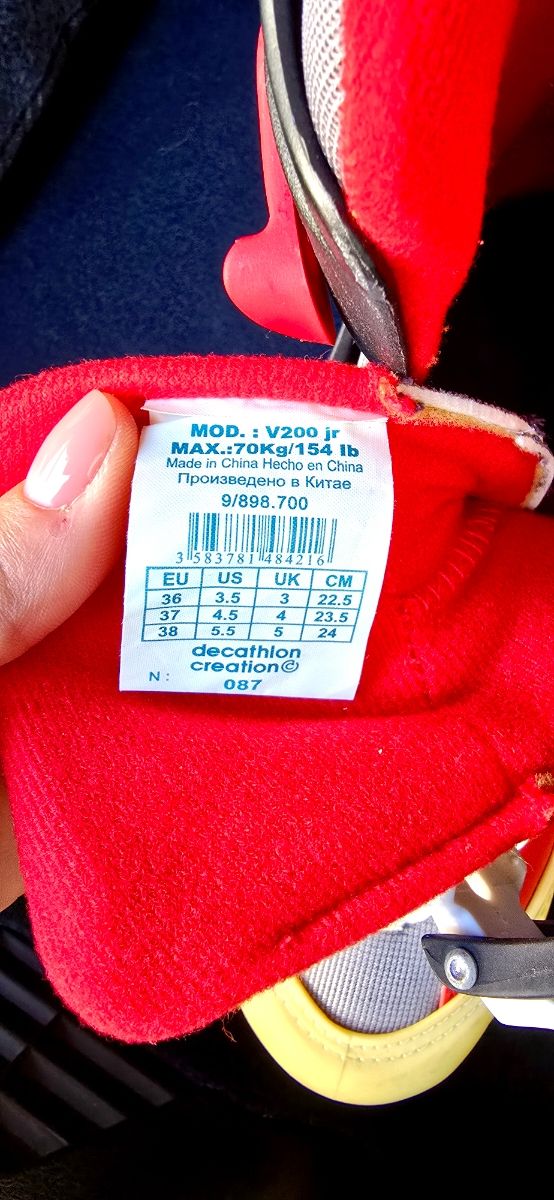 MOD. : V200 jr
MAX.:70Kg/154 lb
Made in China Hecho en China
Произведено в Китае
9/898.700
3 583781 484216
EU US UK CM
36 3.5 3 22.5
37 4.5 4 23.5
38 5.5 5 24
decathlon
creation©
N : 087